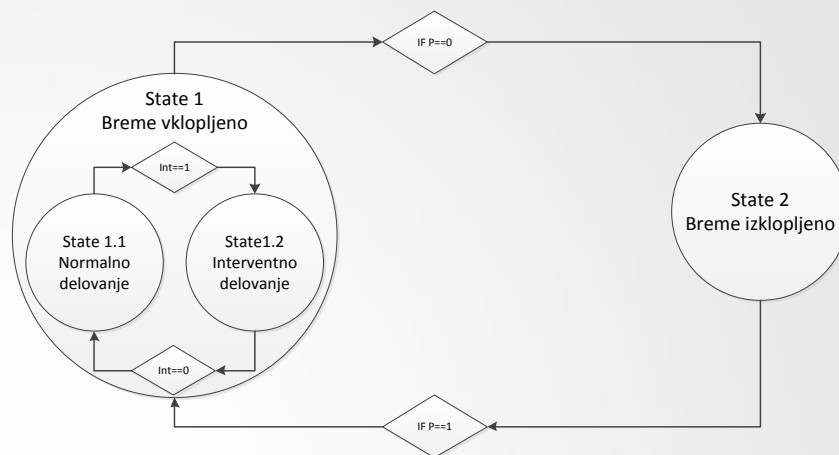 IF P==0
State 1
Breme vklopljeno
Int==1
State 1.1
Normalno
delovanje
State1.2
Interventno
delovanje
Int==0
State 2
Breme izklopljeno
IF P==1